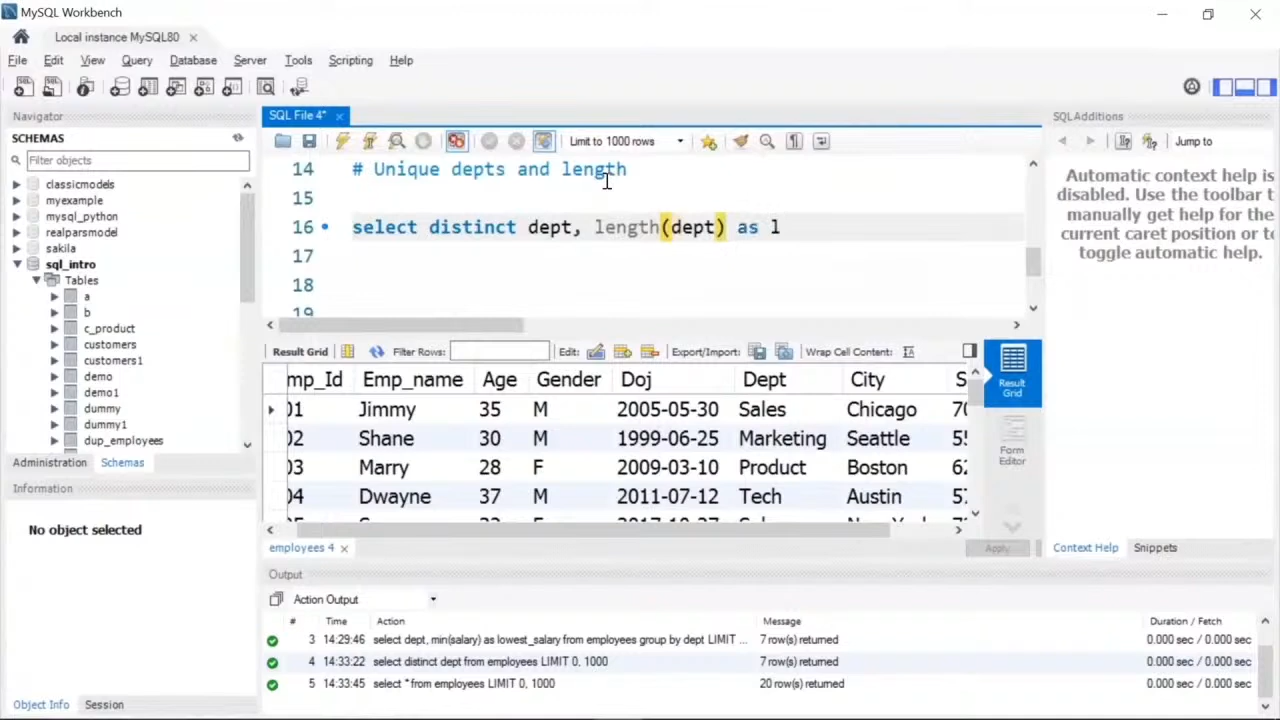 MySQL Workbench
Local instance MySQL80
File Edit View Query Database Server Tools Scripting Help
Navigator
SCHEMAS
Filter objects
classicmodels
myexample
mysql_python
realparsmodel
sakila
sql_intro
Tables
a
b
c_product
customers
customers1
demo
demo1
dummy
dummy1
dup_employees
Administration Schemas
Information
No object selected
Object Info Session
SQL File 4*
Limit to 1000 rows
14 # Unique depts and length
15
16 select distinct dept, length(dept) as l
17
18
19
Result Grid Filter Rows: Edit: Export/Import: Wrap Cell Content:
mp_Id Emp_name Age Gender Doj Dept City S
01 Jimmy 35 M 2005-05-30 Sales Chicago 70
02 Shane 30 M 1999-06-25 Marketing Seattle 55
03 Marry 28 F 2009-03-10 Product Boston 62
04 Dwayne 37 M 2011-07-12 Tech Austin 57
Result Grid
Form Editor
employees 4
Apply
SQLAdditions
Jump to
Automatic context help is
disabled. Use the toolbar to
manually get help for the
current caret position or to
toggle automatic help.
Context Help Snippets
Output
Action Output
# Time Action Message Duration / Fetch
3 14:29:46 select dept, min(salary) as lowest_salary from employees group by dept LIMIT ... 7 row(s) returned 0.000 sec / 0.000 sec
4 14:33:22 select distinct dept from employees LIMIT 0, 1000 7 row(s) returned 0.000 sec / 0.000 sec
5 14:33:45 select * from employees LIMIT 0, 1000 20 row(s) returned 0.000 sec / 0.000 sec